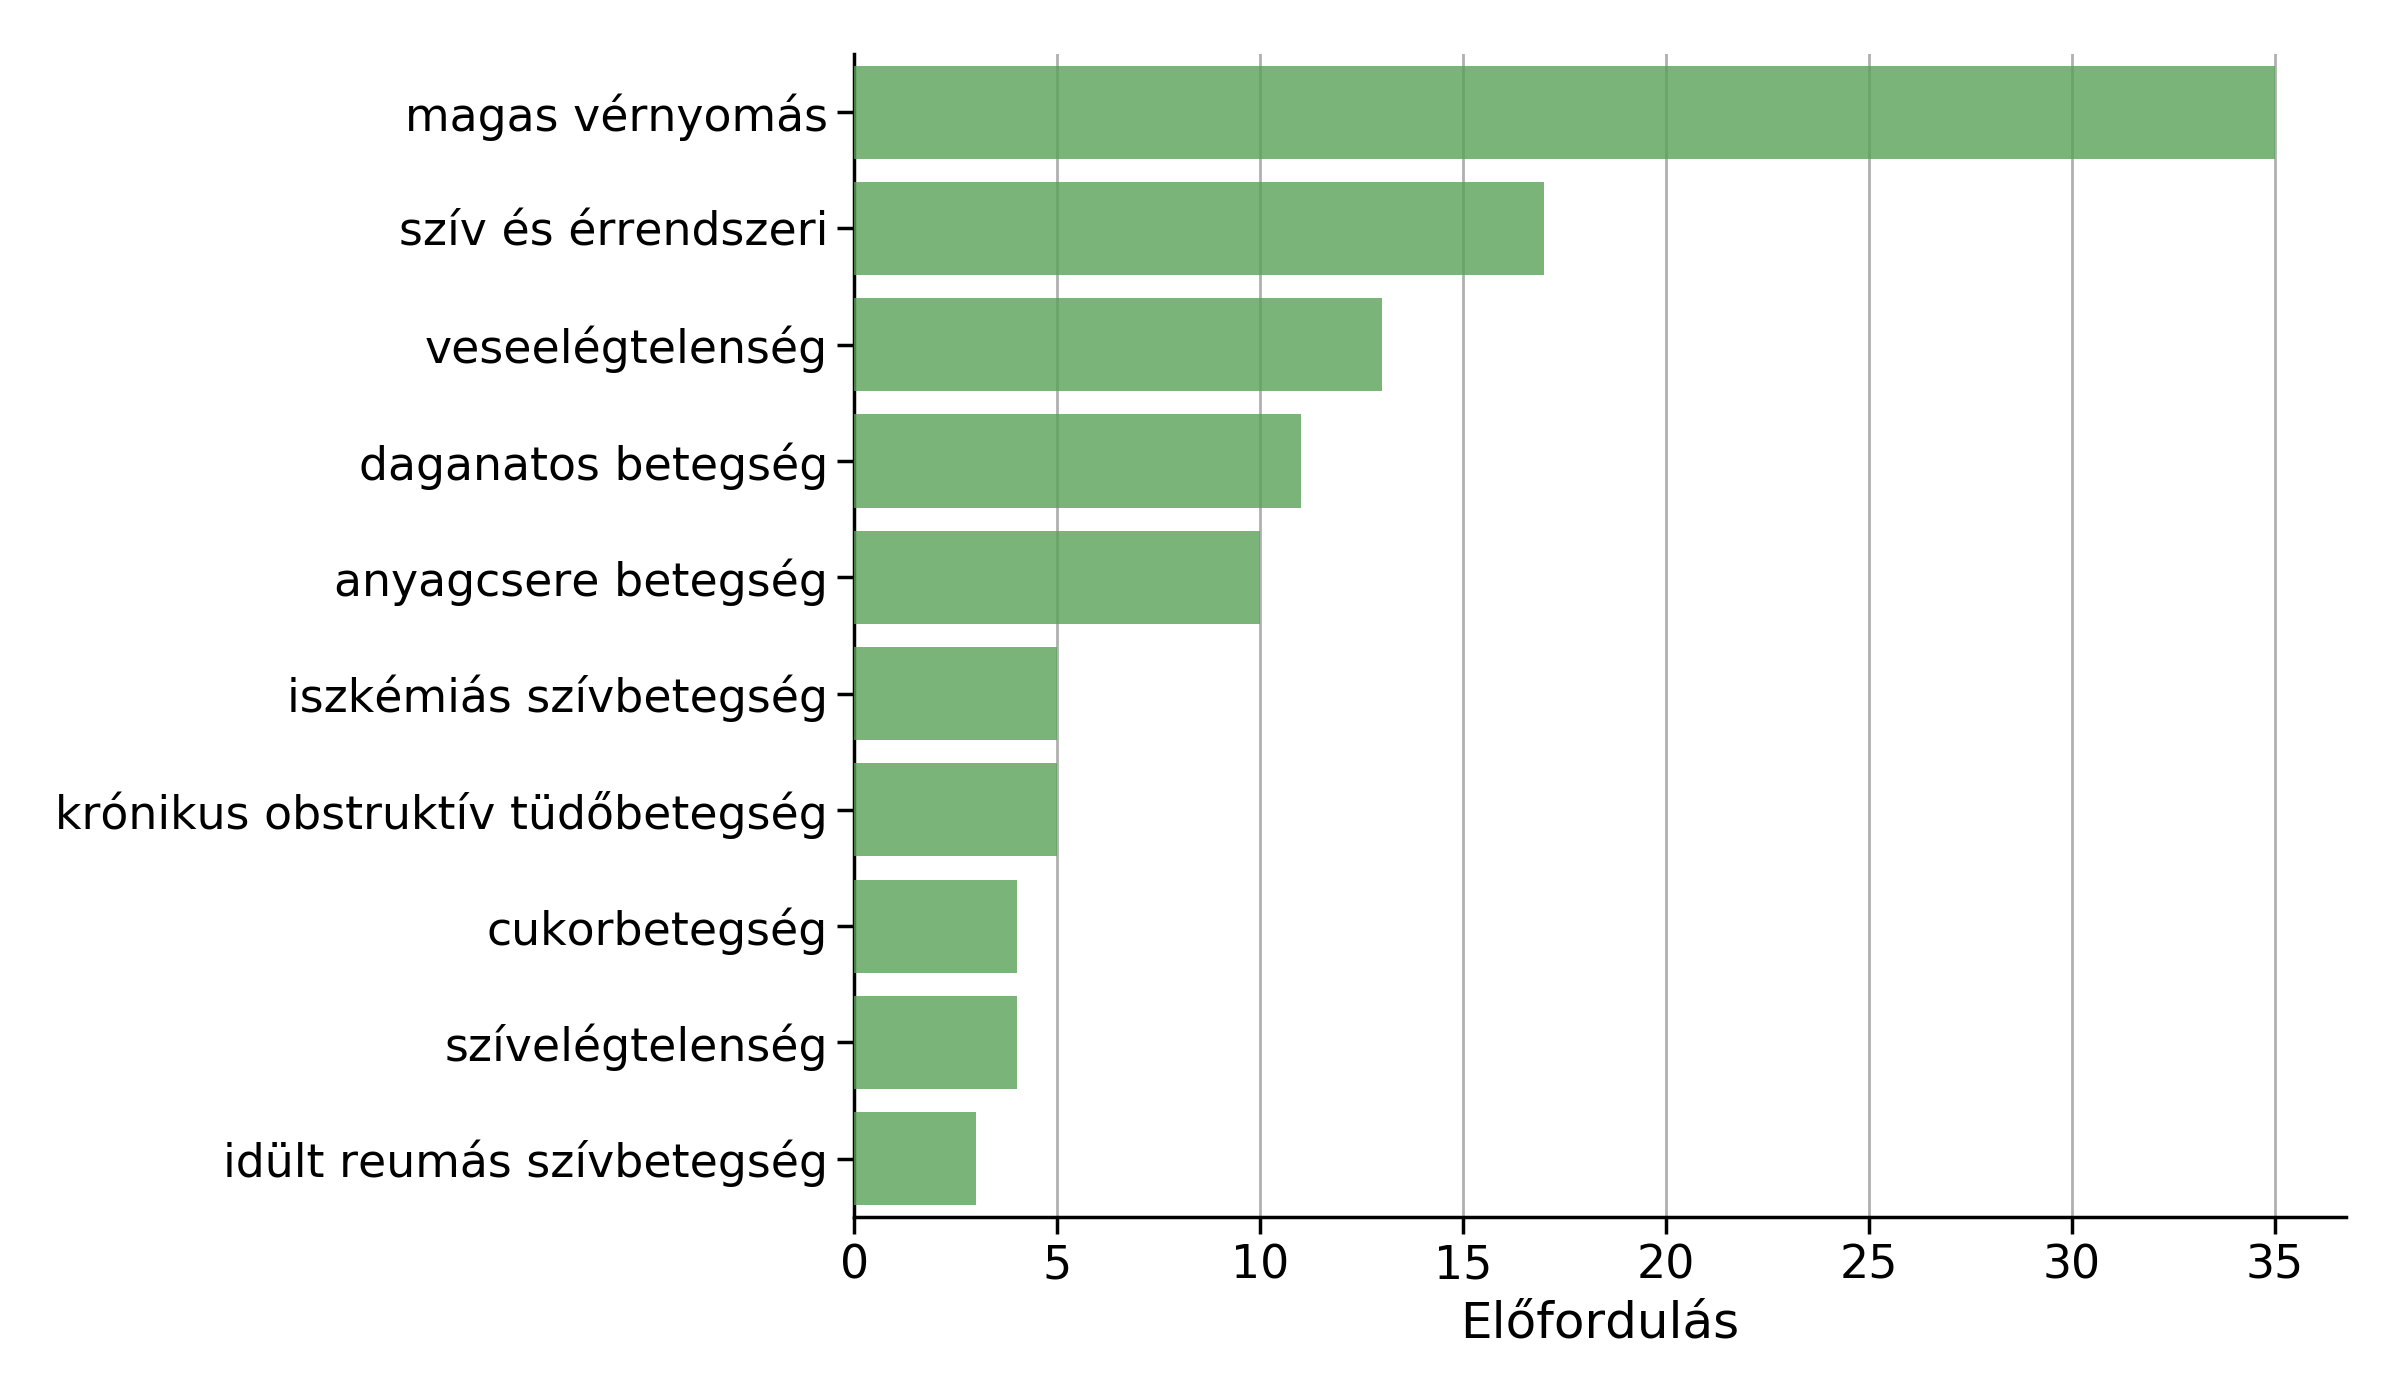 magas vérnyomás
szív és érrendszeri
veseelégtelenség
daganatos betegség
anyagcsere betegség
iszkémiás szívbetegség
krónikus obstruktív tüdőbetegség
cukorbetegség
szívelégtelenség
idült reumás szívbetegség
0 5 10 15 20 25 30 35
Előfordulás